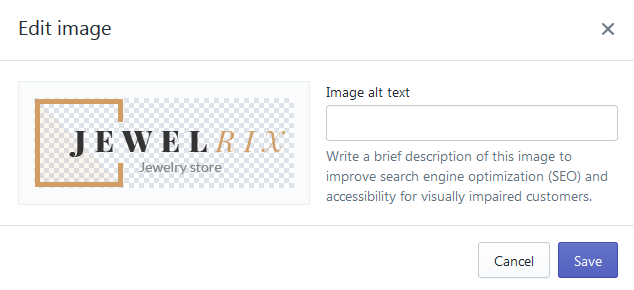 Edit image
JEWELRIX
Jewelry store
Image alt text
Write a brief description of this image to
improve search engine optimization (SEO) and
accessibility for visually impaired customers.
Cancel Save